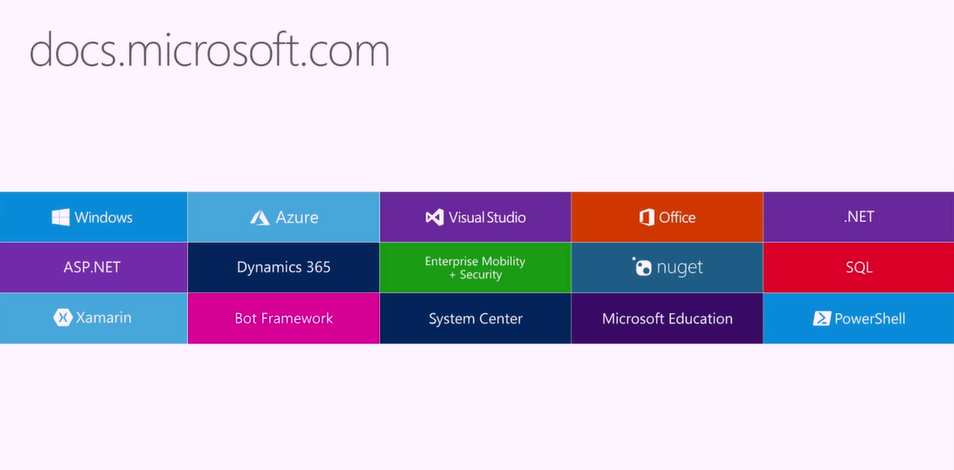 docs.microsoft.com
Windows
Azure
Visual Studio
Office
.NET
ASP.NET
Dynamics 365
Enterprise Mobility
+ Security
nuget
SQL
Xamarin
Bot Framework
System Center
Microsoft Education
PowerShell